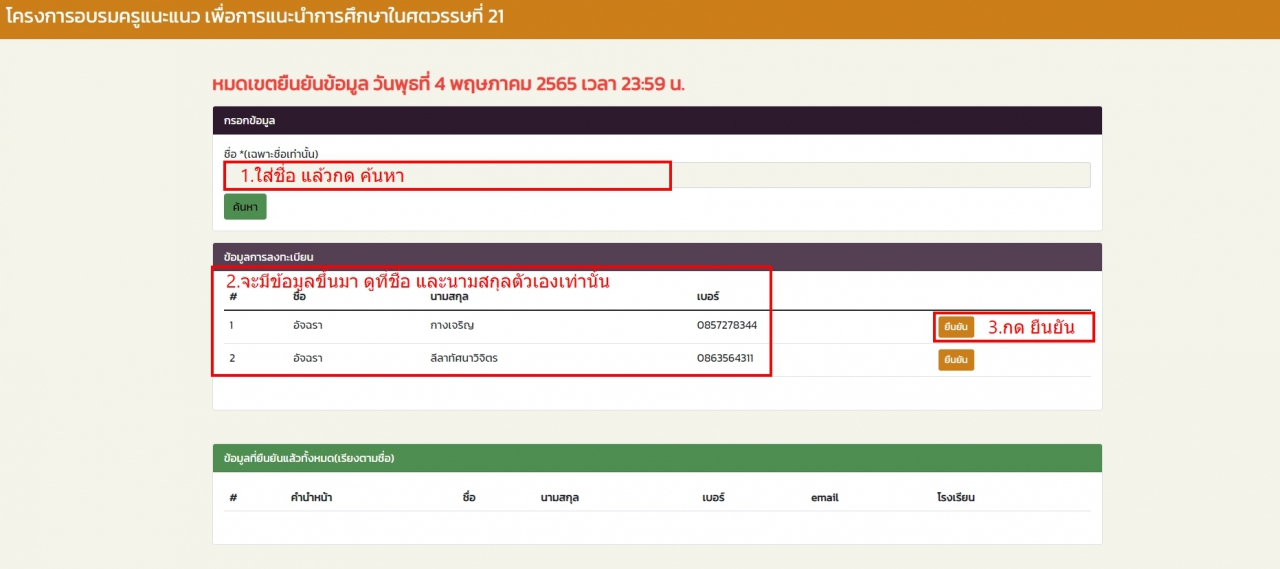 โครงการอบรมครูแนะแนว เพื่อการแนะนำการศึกษาในศตวรรษที่ 21
หมดเขตยืนยันข้อมูล วันพุธที่ 4 พฤษภาคม 2565 เวลา 23:59 น.
กรอกข้อมูล
ชื่อ *(เฉพาะชื่อเท่านั้น)
1.ใส่ชื่อ แล้วกด ค้นหา
ค้นหา
ข้อมูลการลงทะเบียน
2.จะมีข้อมูลขึ้นมา ดูที่ชื่อ และนามสกุลตัวเองเท่านั้น
# ชื่อ นามสกุล เบอร์
1 อัจฉรา กางเจริญ 0857278344 ยืนยัน 3.กด ยืนยัน
2 อัจฉรา ลีลาทัศนาวิจิตร 0863564311 ยืนยัน
ข้อมูลที่ยืนยันแล้วทั้งหมด(เรียงตามชื่อ)
# คำนำหน้า ชื่อ นามสกุล เบอร์ email โรงเรียน